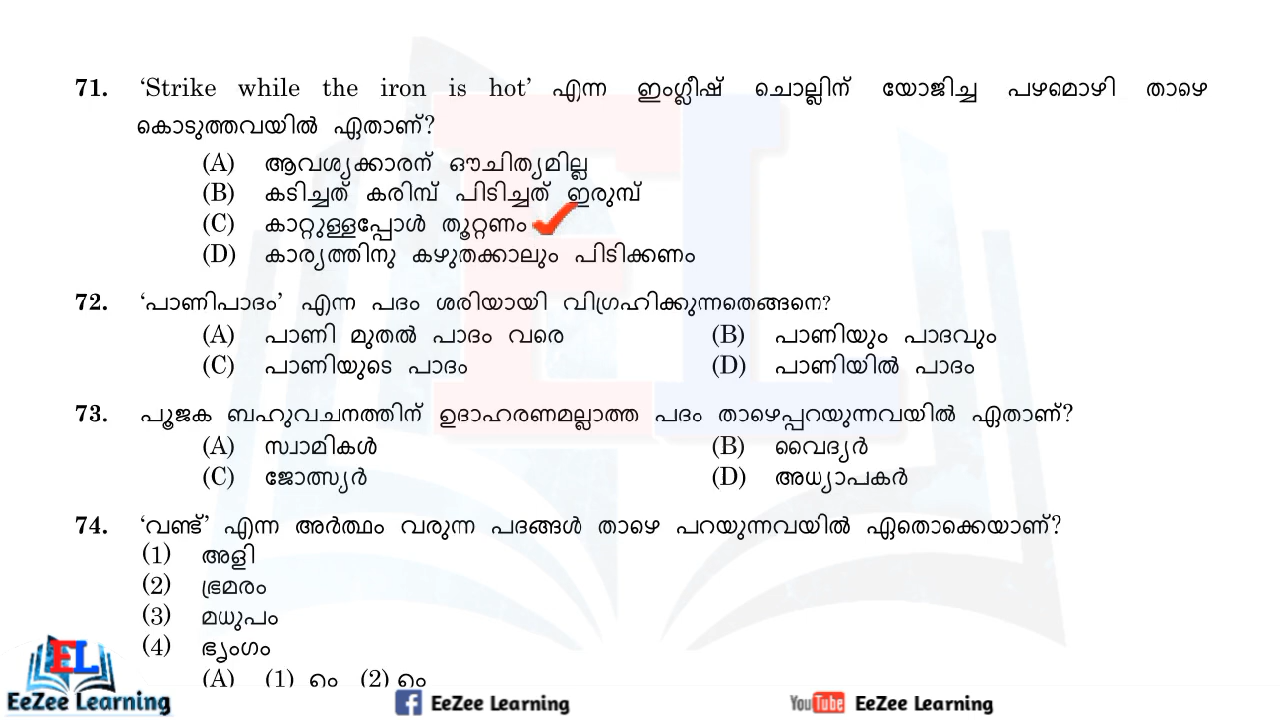 71. ‘Strike while the iron is hot’ എന്ന ഇംഗ്ലീഷ് ചൊല്ലിന് യോജിച്ച പഴമൊഴി താഴെ
കൊടുത്തവയിൽ ഏതാണ്?
(A) ആവശ്യക്കാരന് ഔചിത്യമില്ല
(B) കടിച്ചത് കരിമ്പ് പിടിച്ചത് ഇരുമ്പ്
(C) കാറ്റുള്ളപ്പോൾ തൂറ്റണം
(D) കാര്യത്തിനു കഴുതക്കാലും പിടിക്കണം
72. ‘പാണിപാദം’ എന്ന പദം ശരിയായി വിഗ്രഹിക്കുന്നതെങ്ങനെ?
(A) പാണി മുതൽ പാദം വരെ (B) പാണിയും പാദവും
(C) പാണിയുടെ പാദം (D) പാണിയിൽ പാദം
73. പൂജക ബഹുവചനത്തിന് ഉദാഹരണമല്ലാത്ത പദം താഴെപ്പറയുന്നവയിൽ ഏതാണ്?
(A) സ്വാമികൾ (B) വൈദ്യർ
(C) ജോത്സ്യർ (D) അധ്യാപകർ
74. ‘വണ്ട്’ എന്ന അർത്ഥം വരുന്ന പദങ്ങൾ താഴെ പറയുന്നവയിൽ ഏതൊക്കെയാണ്?
(1) അളി
(2) ഭ്രമരം
(3) മധുപം
(4) ഭൃംഗം
(A) (1) ഉം (2) ഉം
EL
EeZee Learning EeZee Learning YouTube EeZee Learning